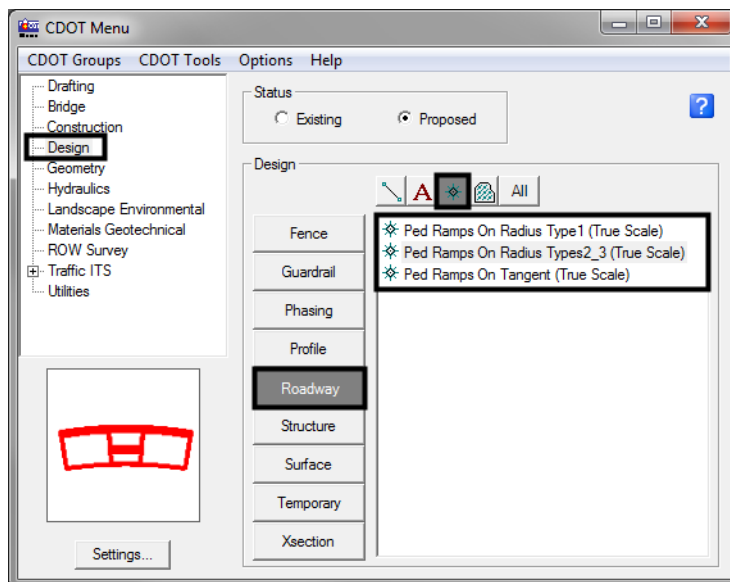 CDOT Menu
CDOT Groups CDOT Tools Options Help
Drafting
Bridge
Construction
Design
Geometry
Hydraulics
Landscape Environmental
Materials Geotechnical
ROW Survey
Traffic ITS
Utilities
Settings...
Status
Existing Proposed
?
Design
A All
Fence
Guardrail
Phasing
Profile
Roadway
Structure
Surface
Temporary
Xsection
Ped Ramps On Radius Type1 (True Scale)
Ped Ramps On Radius Types2_3 (True Scale)
Ped Ramps On Tangent (True Scale)